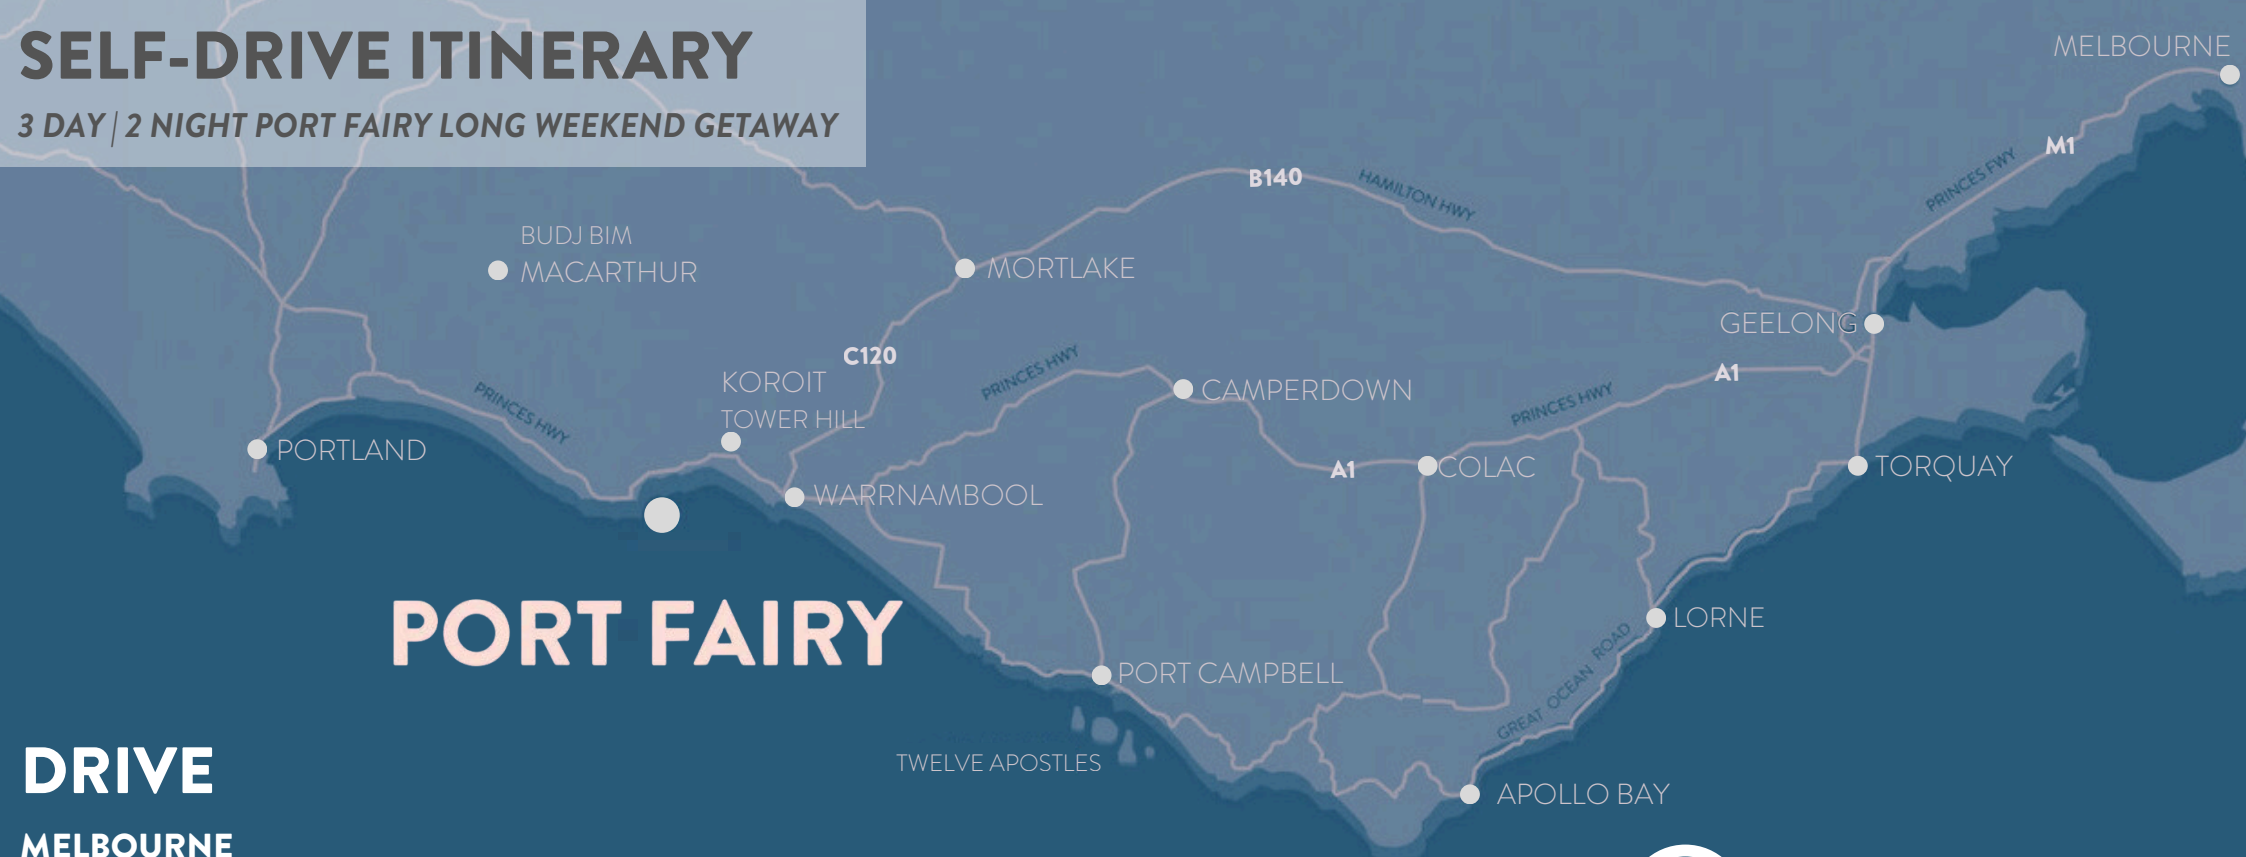 SELF-DRIVE ITINERARY
3 DAY | 2 NIGHT PORT FAIRY LONG WEEKEND GETAWAY
MELBOURNE
M1
PRINCES FWY
B140
HAMILTON HWY
BUDJ BIM
MACARTHUR
MORTLAKE
GEELONG
C120
PRINCES HWY
A1
KOROIT
TOWER HILL
CAMPERDOWN
PRINCES HWY
PRINCES HWY
PORTLAND
A1
COLAC
TORQUAY
WARRNAMBOOL
PORT FAIRY
LORNE
GREAT OCEAN ROAD
PORT CAMPBELL
TWELVE APOSTLES
APOLLO BAY
DRIVE
MELBOURNE